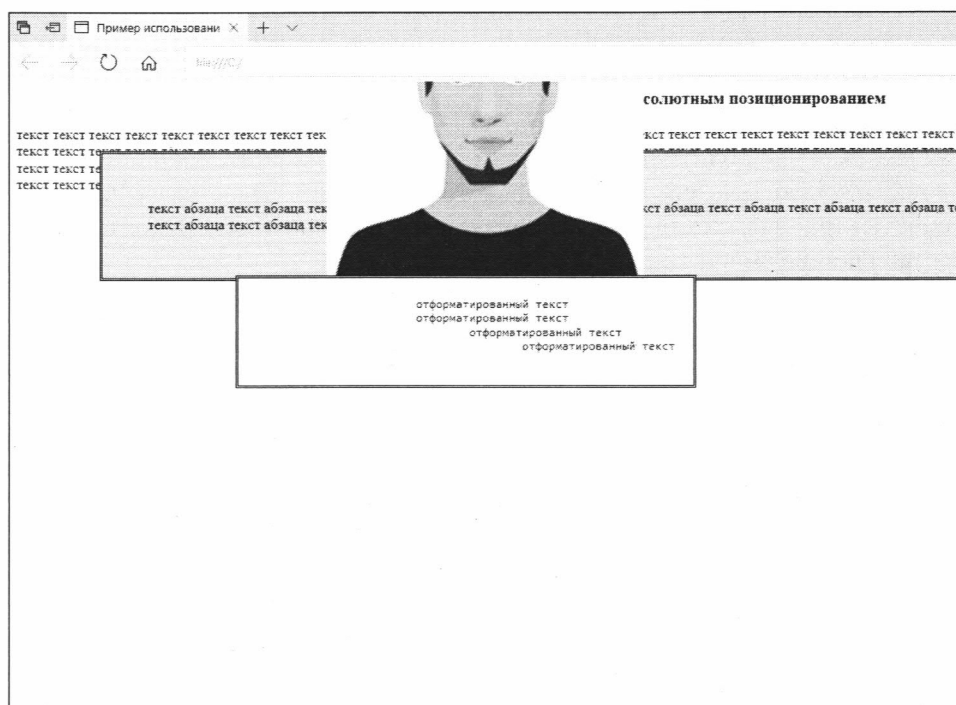 Пример использовани
file:///C:/
солютным позиционированием
текст текст текст текст текст текст текст текст тек
кст текст текст текст текст текст текст текст текст
текст текст
текст текст те
текст текст те
текст абзаца текст абзаца тек
кст абзаца текст абзаца текст абзаца текст абзаца т
текст абзаца текст абзаца тек
отформатированный текст
отформатированный текст
отформатированный текст
отформатированный текст